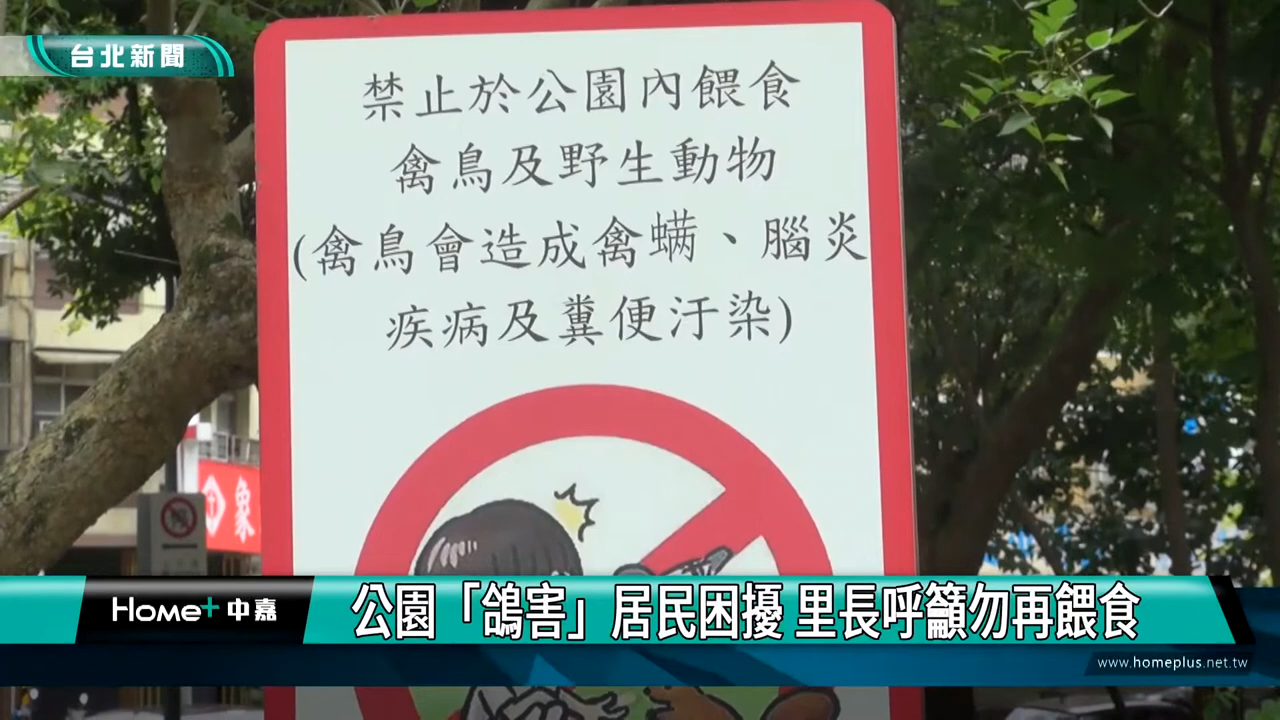 台北新聞
禁止於公園內餵食
禽鳥及野生動物
(禽鳥會造成禽螨、腦炎
疾病及糞便汙染)
象
Home+中嘉
公園「鴿害」居民困擾 里長呼籲勿再餵食
www.homeplus.net.tw